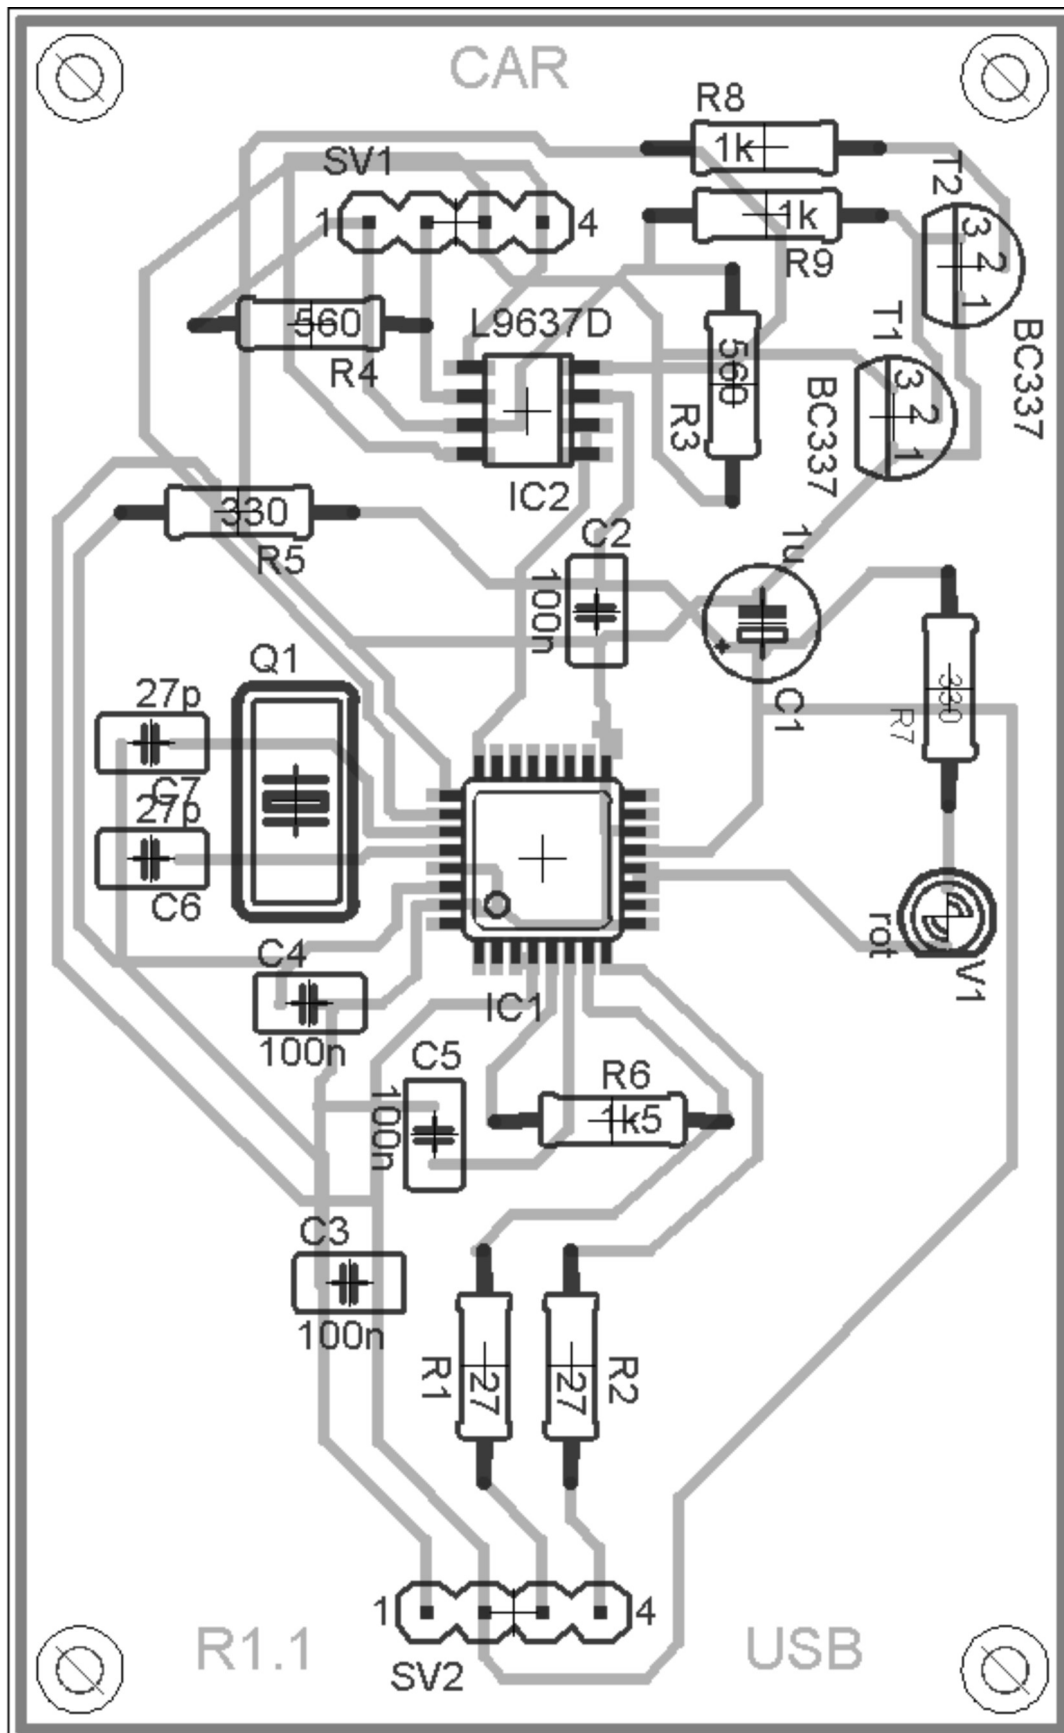 CAR
R8
1k
SV1
1
4
1k
R9
T2
3
2
1
BC337
560
R4
L9637D
560
R3
T1
3
2
1
BC337
IC2
330
R5
C2
100n
1u
C1
Q1
27p
C7
27p
C6
330
R7
rot
V1
C4
100n
IC1
C5
100n
R6
1k5
C3
100n
R1
27
27
R2
1
4
SV2
R1.1
USB